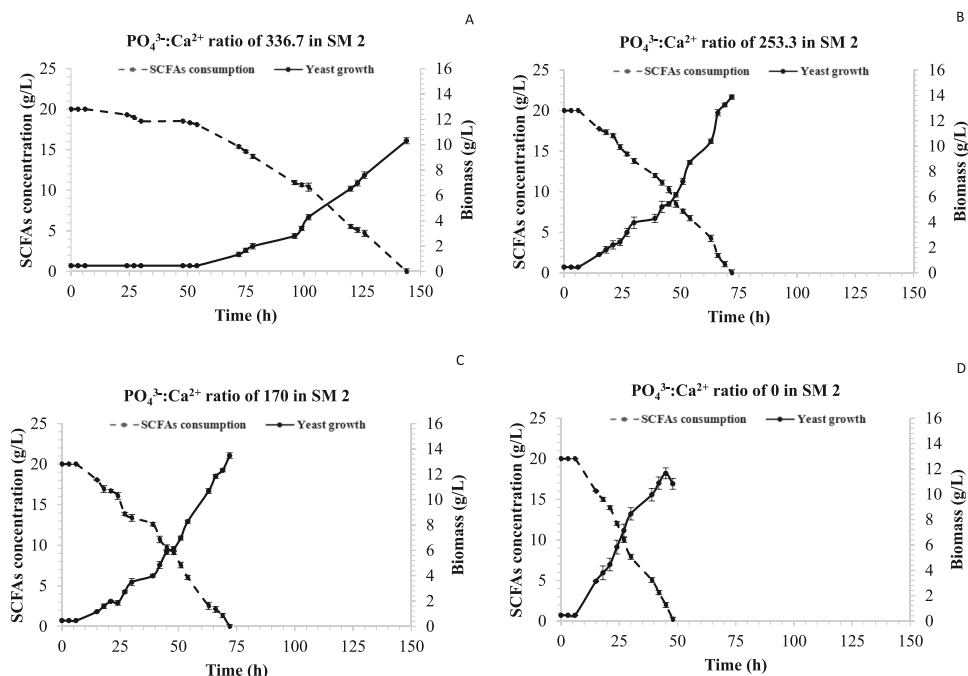 A
PO₄³⁻:Ca²⁺ ratio of 336.7 in SM 2
SCFAs consumption
Yeast growth
SCFAs concentration (g/L)
25
20
15
10
5
0
0 25 50 75 100 125 150
Time (h)
16
14
12
10
8
6
4
2
0
Biomass (g/L)
B
PO₄³⁻:Ca²⁺ ratio of 253.3 in SM 2
SCFAs consumption
Yeast growth
SCFAs concentration (g/L)
25
20
15
10
5
0
0 25 50 75 100 125 150
Time (h)
16
14
12
10
8
6
4
2
0
Biomass (g/L)
C
PO₄³⁻:Ca²⁺ ratio of 170 in SM 2
SCFAs consumption
Yeast growth
SCFAs concentration (g/L)
25
20
15
10
5
0
0 25 50 75 100 125 150
Time (h)
16
14
12
10
8
6
4
2
0
Biomass (g/L)
D
PO₄³⁻:Ca²⁺ ratio of 0 in SM 2
SCFAs consumption
Yeast growth
SCFAs concentration (g/L)
25
20
15
10
5
0
0 25 50 75 100 125 150
Time (h)
16
14
12
10
8
6
4
2
0
Biomass (g/L)